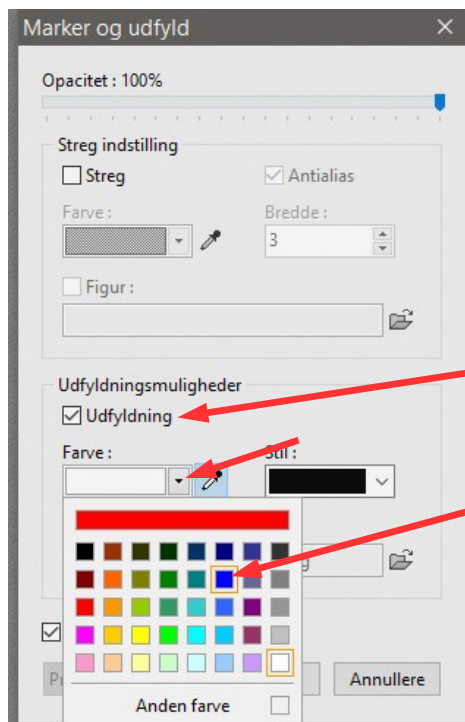 Marker og udfyld
Opacitet : 100%
Streg indstilling
Streg
Antialias
Farve :
Bredde :
3
Figur :
Udfyldningsmuligheder
Udfyldning
Farve :
Stil :
Anden farve
Annullere